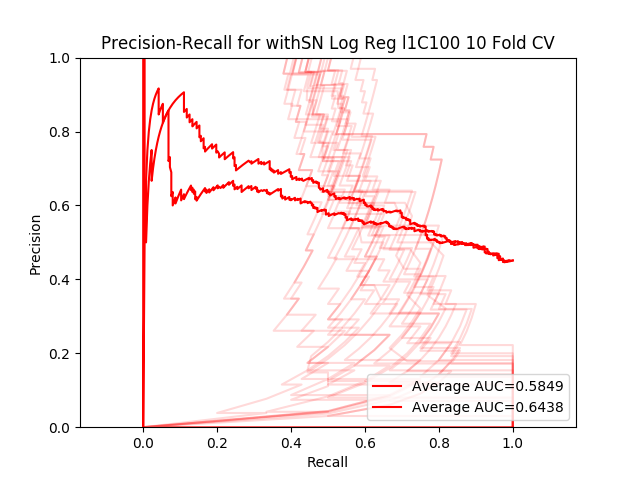 Precision-Recall for withSN Log Reg l1C100 10 Fold CV
1.0
0.8
0.6
0.4
0.2
0.0
Precision
0.0 0.2 0.4 0.6 0.8 1.0
Recall
Average AUC=0.5849
Average AUC=0.6438